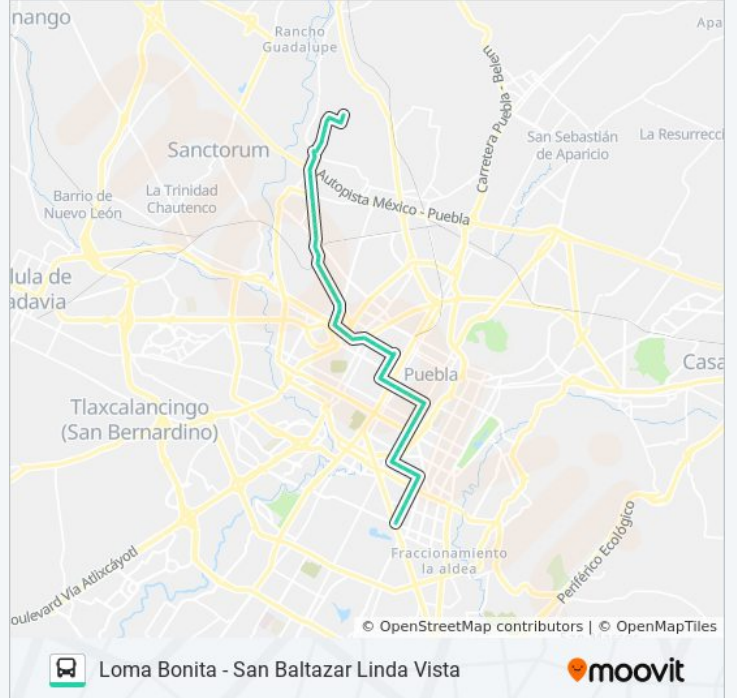 nango
Rancho
Guadalupe
Apa
Carretera Puebla - Belem
Sanctorum
San Sebastián
de Aparicio
La Resurrecci
Autopista México - Puebla
Barrio de
Nuevo León
La Trinidad
Chautenco
lula de
adavia
Puebla
Casa
Tlaxcalancingo
(San Bernardino)
Fraccionamiento
la aldea
Periférico Ecológico
oulevard Vía Atlixcáyotl
© OpenStreetMap contributors | © OpenMapTiles
Loma Bonita - San Baltazar Linda Vista
moovit